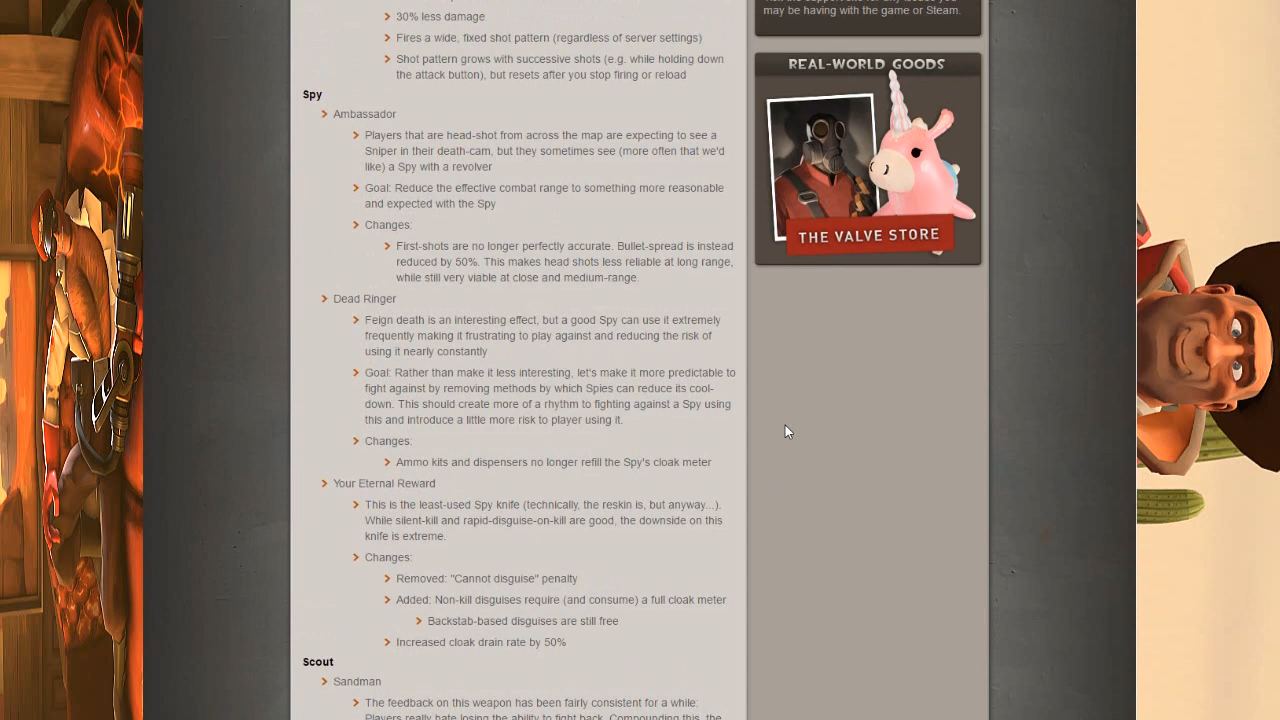 30% less damage
Fires a wide, fixed shot pattern (regardless of server settings)
Shot pattern grows with successive shots (e.g. while holding down
the attack button), but resets after you stop firing or reload
Spy
Ambassador
Players that are head-shot from across the map are expecting to see a
Sniper in their death-cam, but they sometimes see (more often that we'd
like) a Spy with a revolver
Goal: Reduce the effective combat range to something more reasonable
and expected with the Spy
Changes:
First-shots are no longer perfectly accurate. Bullet-spread is instead
reduced by 50%. This makes head shots less reliable at long range,
while still very viable at close and medium-range.
Dead Ringer
Feign death is an interesting effect, but a good Spy can use it extremely
frequently making it frustrating to play against and reducing the risk of
using it nearly constantly
Goal: Rather than make it less interesting, let's make it more predictable to
fight against by removing methods by which Spies can reduce its cool-
down. This should create more of a rhythm to fighting against a Spy using
this and introduce a little more risk to player using it.
Changes:
Ammo kits and dispensers no longer refill the Spy's cloak meter
Your Eternal Reward
This is the least-used Spy knife (technically, the reskin is, but anyway...).
While silent-kill and rapid-disguise-on-kill are good, the downside on this
knife is extreme.
Changes:
Removed: "Cannot disguise" penalty
Added: Non-kill disguises require (and consume) a full cloak meter
Backstab-based disguises are still free
Increased cloak drain rate by 50%
Scout
Sandman
The feedback on this weapon has been fairly consistent for a while:
Players really hate losing the ability to fight back. Compounding this, the
may be having with the game or Steam.
REAL-WORLD GOODS
THE VALVE STORE